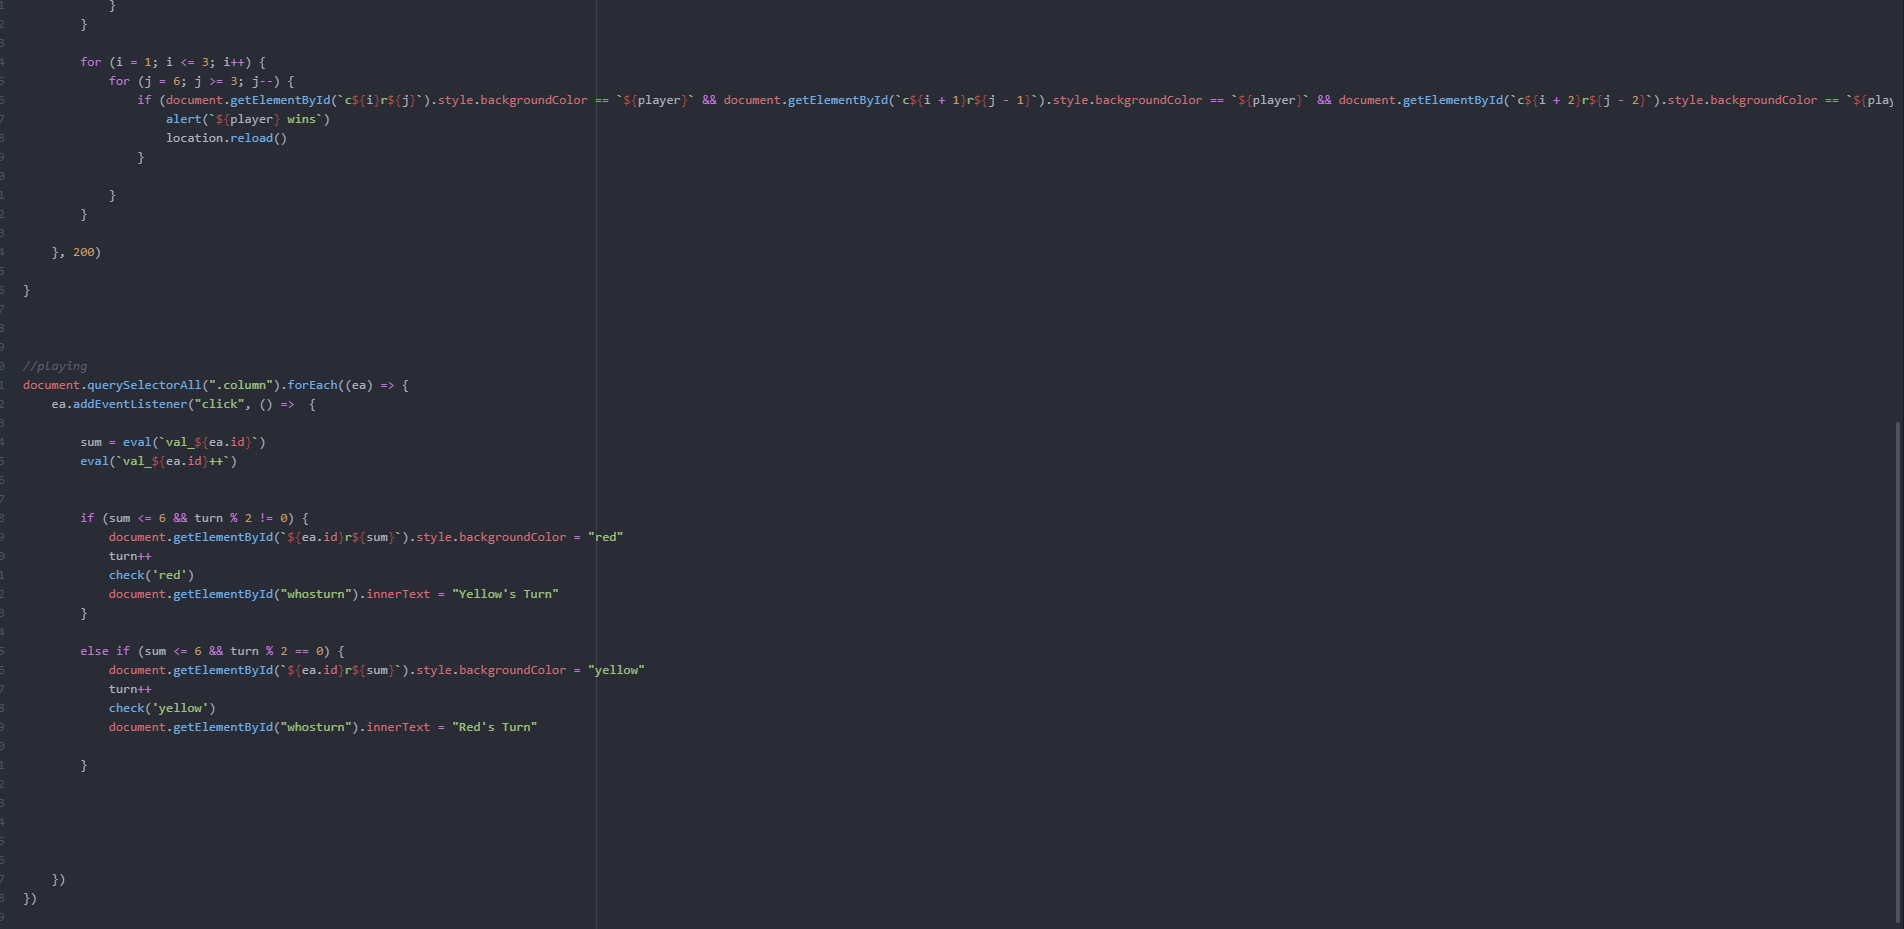 }
}
for (i = 1; i <= 3; i++) {
for (j = 6; j >= 3; j--) {
if (document.getElementById(`c${i}r${j}`).style.backgroundColor == `${player}` && document.getElementById(`c${i + 1}r${j - 1}`).style.backgroundColor == `${player}` && document.getElementById(`c${i + 2}r${j - 2}`).style.backgroundColor == `${play
alert(`${player} wins`)
location.reload()
}
}
}
}, 200)
}
//playing
document.querySelectorAll(".column").forEach((ea) => {
ea.addEventListener("click", () =>  {
sum = eval(`val_${ea.id}`)
eval(`val_${ea.id}++`)
if (sum <= 6 && turn % 2 != 0) {
document.getElementById(`${ea.id}r${sum}`).style.backgroundColor = "red"
turn++
check('red')
document.getElementById("whosturn").innerText = "Yellow's Turn"
}
else if (sum <= 6 && turn % 2 == 0) {
document.getElementById(`${ea.id}r${sum}`).style.backgroundColor = "yellow"
turn++
check('yellow')
document.getElementById("whosturn").innerText = "Red's Turn"
}
})
})